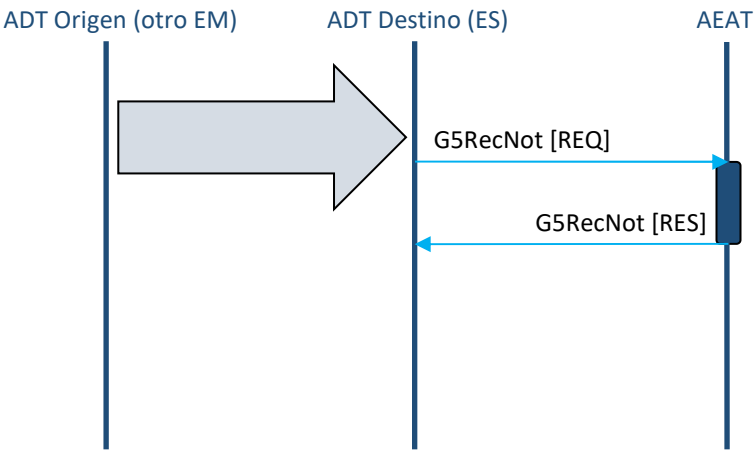 ADT Origen (otro EM)
ADT Destino (ES)
AEAT
G5RecNot [REQ]
G5RecNot [RES]